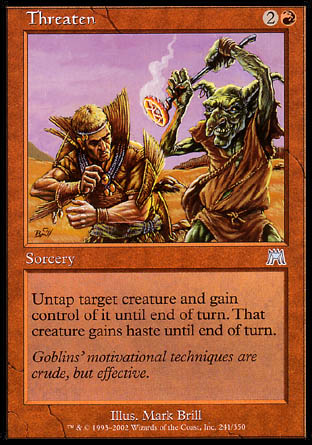 Threaten 2
Sorcery
Untap target creature and gain
control of it until end of turn. That
creature gains haste until end of turn.
Goblins' motivational techniques are
crude, but effective.
Illus. Mark Brill
™ & © 1993–2002 Wizards of the Coast, Inc. 241/350